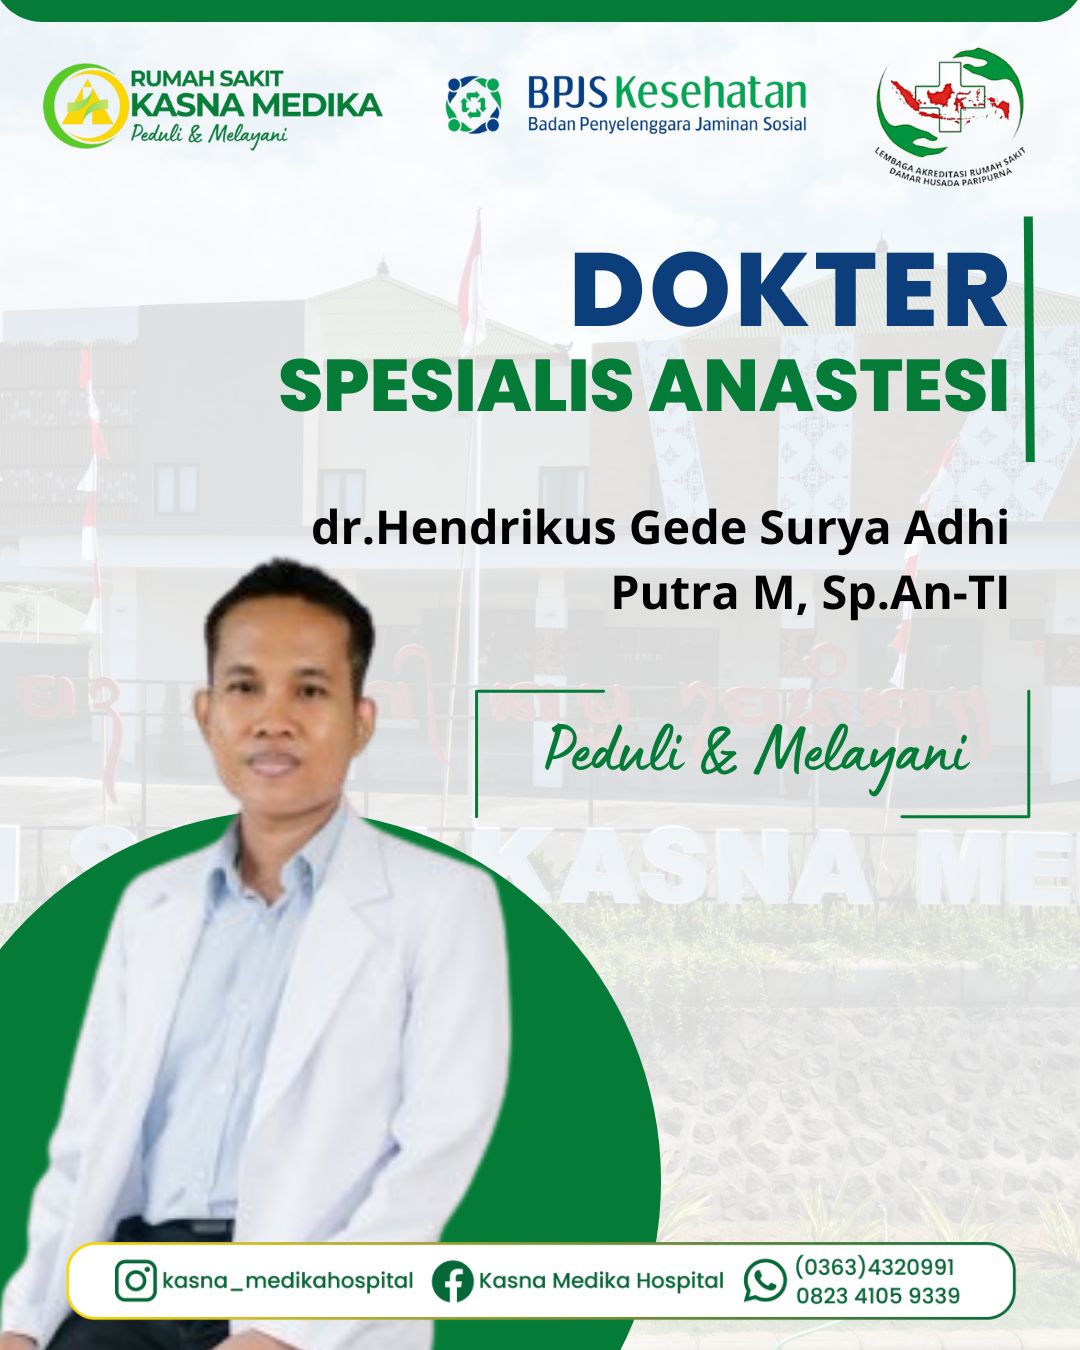 RUMAH SAKIT
KASNA MEDIKA
Peduli & Melayani
BPJS Kesehatan
Badan Penyelenggara Jaminan Sosial
LEMBAGA AKREDITASI RUMAH SAKIT
DAMAR HUSADA PARIPURNA
DOKTER
SPESIALIS ANASTESI
dr.Hendrikus Gede Surya Adhi
Putra M, Sp.An-TI
Peduli & Melayani
KASNA ME
kasna_medikahospital
Kasna Medika Hospital
(0363)4320991
0823 4105 9339